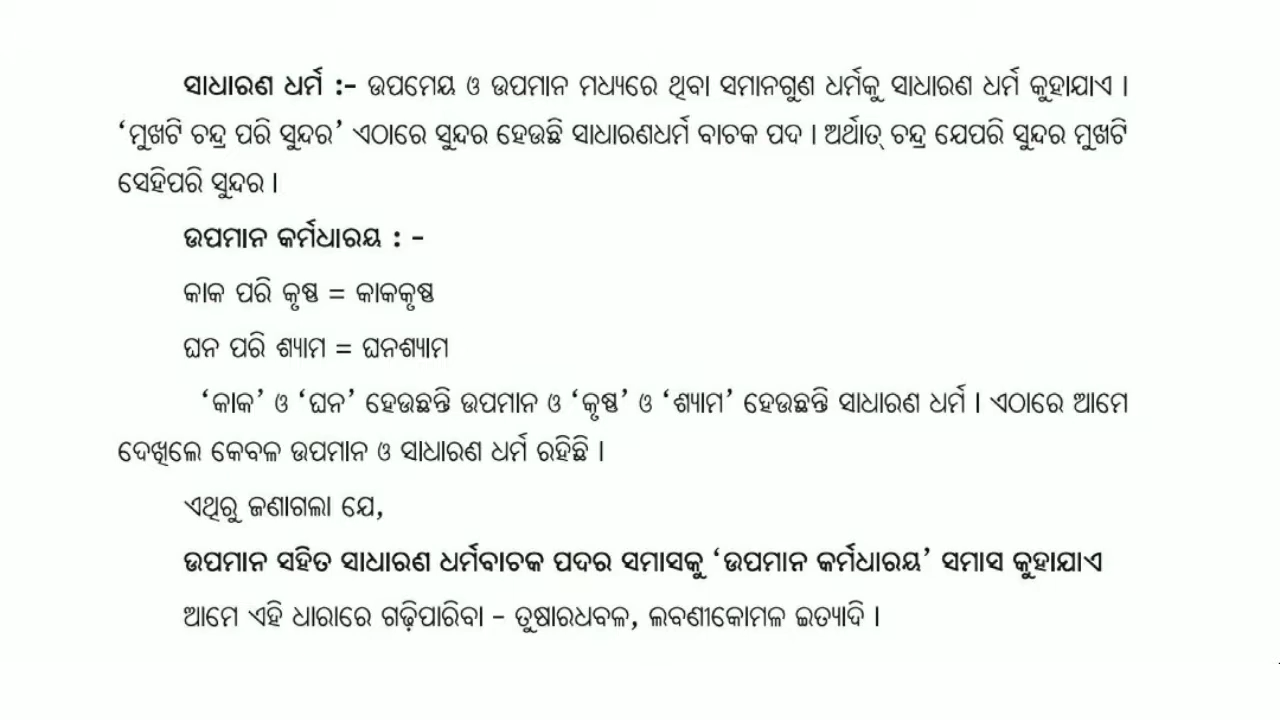 ସାଧାରଣ ଧର୍ମ :- ଉପମେୟ ଓ ଉପମାନ ମଧ୍ୟରେ ଥିବା ସମାନଗୁଣ ଧର୍ମକୁ ସାଧାରଣ ଧର୍ମ କୁହାଯାଏ ।
‘ମୁଖଟି ଚନ୍ଦ୍ର ପରି ସୁନ୍ଦର’ ଏଠାରେ ସୁନ୍ଦର ହେଉଛି ସାଧାରଣଧର୍ମ ବାଚକ ପଦ । ଅର୍ଥାତ୍ ଚନ୍ଦ୍ର ଯେପରି ସୁନ୍ଦର ମୁଖଟି
ସେହିପରି ସୁନ୍ଦର ।
ଉପମାନ କର୍ମଧାରୟ : -
କାକ ପରି କୃଷ୍ଣ = କାକକୃଷ୍ଣ
ଘନ ପରି ଶ୍ୟାମ = ଘନଶ୍ୟାମ
‘କାକ’ ଓ ‘ଘନ’ ହେଉଛନ୍ତି ଉପମାନ ଓ ‘କୃଷ୍ଣ’ ଓ ‘ଶ୍ୟାମ’ ହେଉଛନ୍ତି ସାଧାରଣ ଧର୍ମ । ଏଠାରେ ଆମେ
ଦେଖିଲେ କେବଳ ଉପମାନ ଓ ସାଧାରଣ ଧର୍ମ ରହିଛି ।
ଏଥିରୁ ଜଣାଗଲା ଯେ,
ଉପମାନ ସହିତ ସାଧାରଣ ଧର୍ମବାଚକ ପଦର ସମାସକୁ ‘ଉପମାନ କର୍ମଧାରୟ’ ସମାସ କୁହାଯାଏ
ଆମେ ଏହି ଧାରାରେ ଗଢ଼ିପାରିବା - ତୁଷାରଧବଳ, ଲବଣୀକୋମଳ ଇତ୍ୟାଦି ।